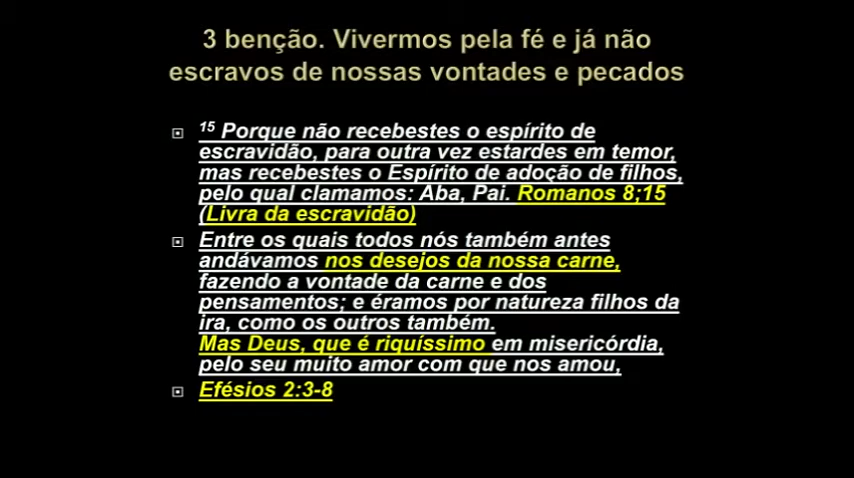 3 benção. Vivermos pela fé e já não
escravos de nossas vontades e pecados
15 Porque não recebestes o espírito de
escravidão, para outra vez estardes em temor,
mas recebestes o Espírito de adoção de filhos,
pelo qual clamamos: Aba, Pai. Romanos 8;15
(Livra da escravidão)
Entre os quais todos nós também antes
andávamos nos desejos da nossa carne,
fazendo a vontade da carne e dos
pensamentos; e éramos por natureza filhos da
ira, como os outros também.
Mas Deus, que é riquíssimo em misericórdia,
pelo seu muito amor com que nos amou,
Efésios 2:3-8